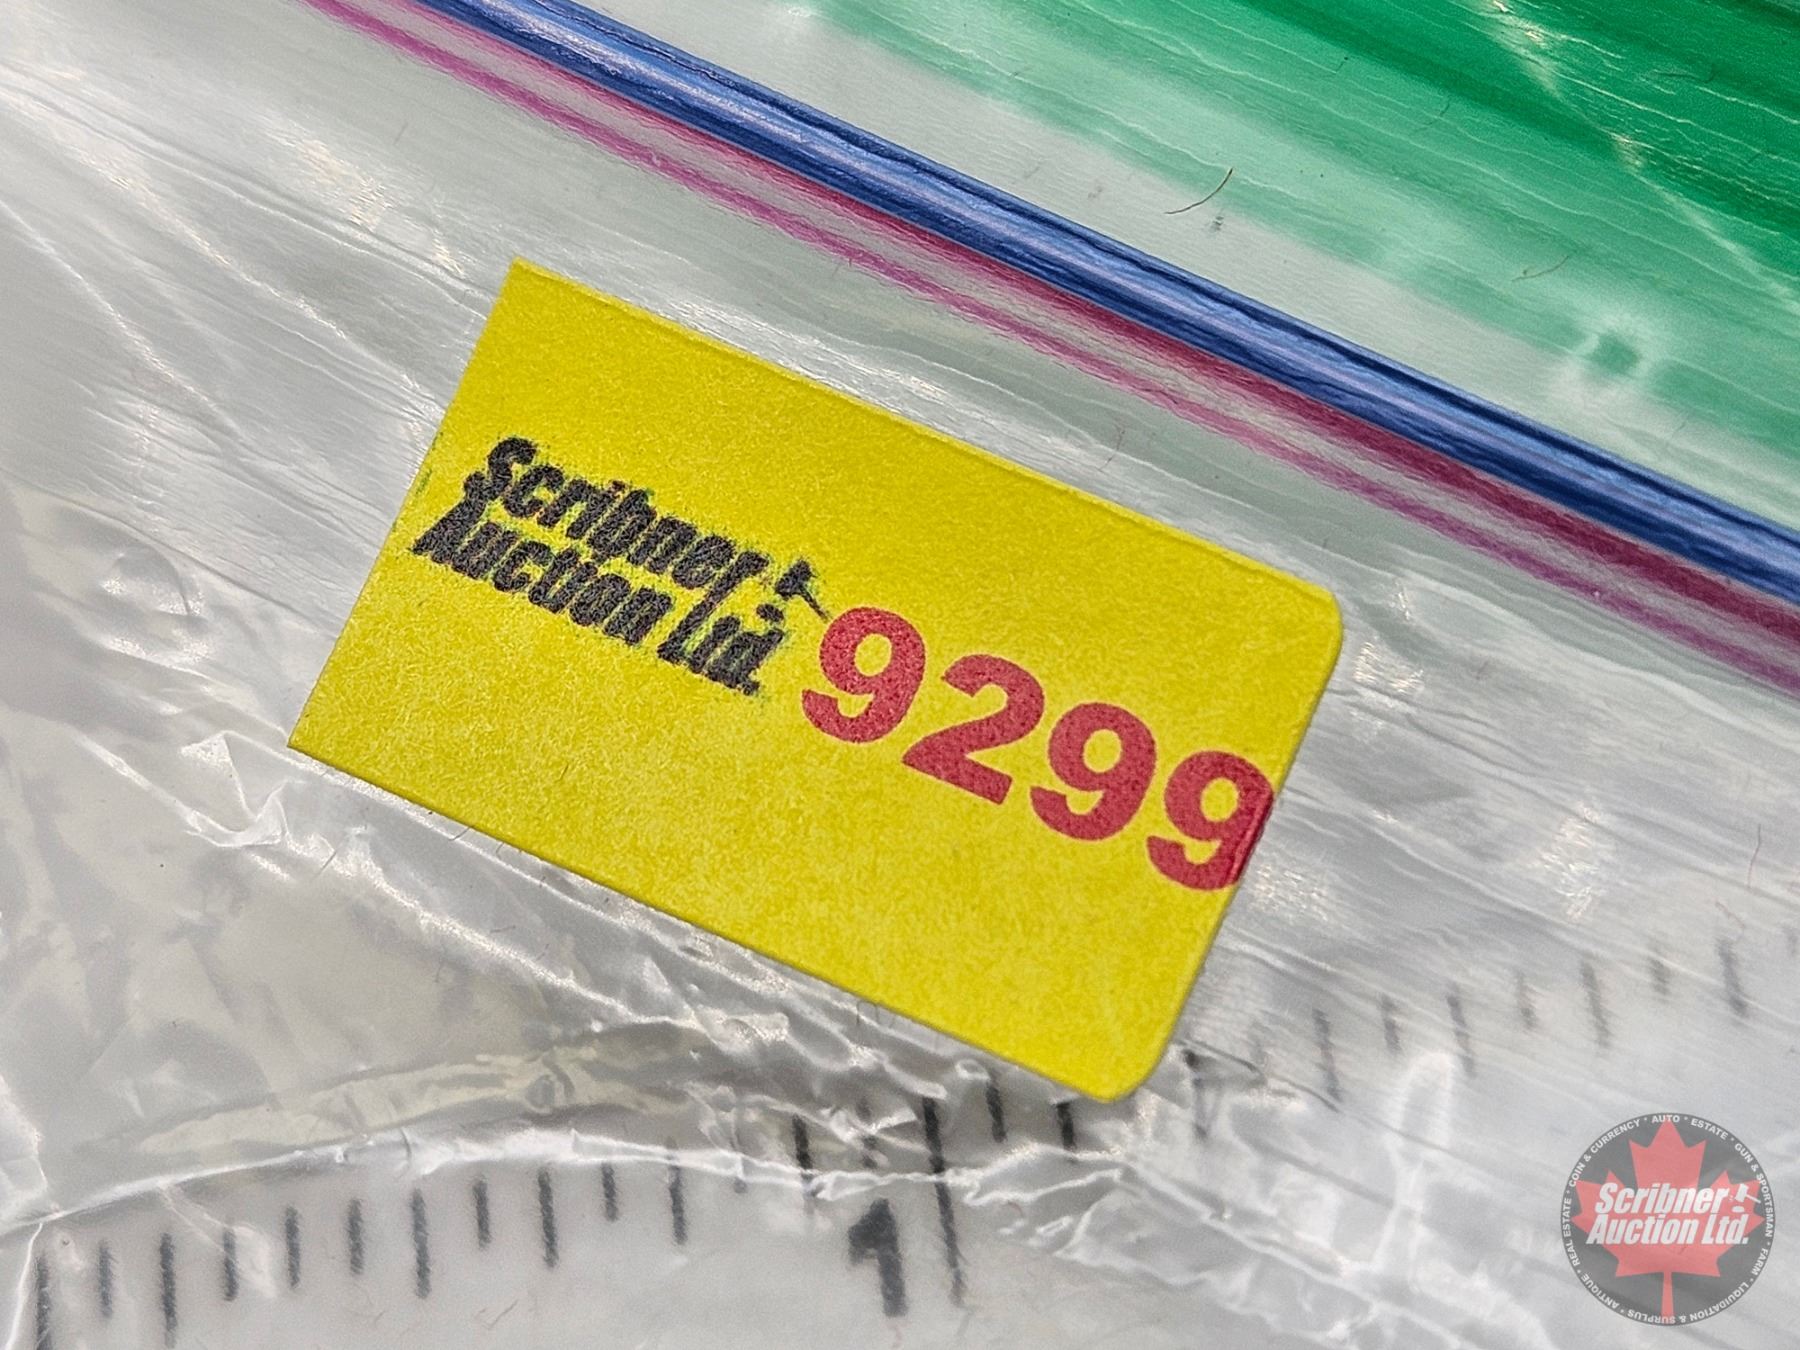 Scribner
Auction Ltd.
9299
1
COIN & CURRENCY · AUTO · ESTATE · GUN & SPORTSMAN · FARM · LIQUIDATION & SURPLUS · ANTIQUE · REAL ESTATE ·
Scribner
Auction Ltd.